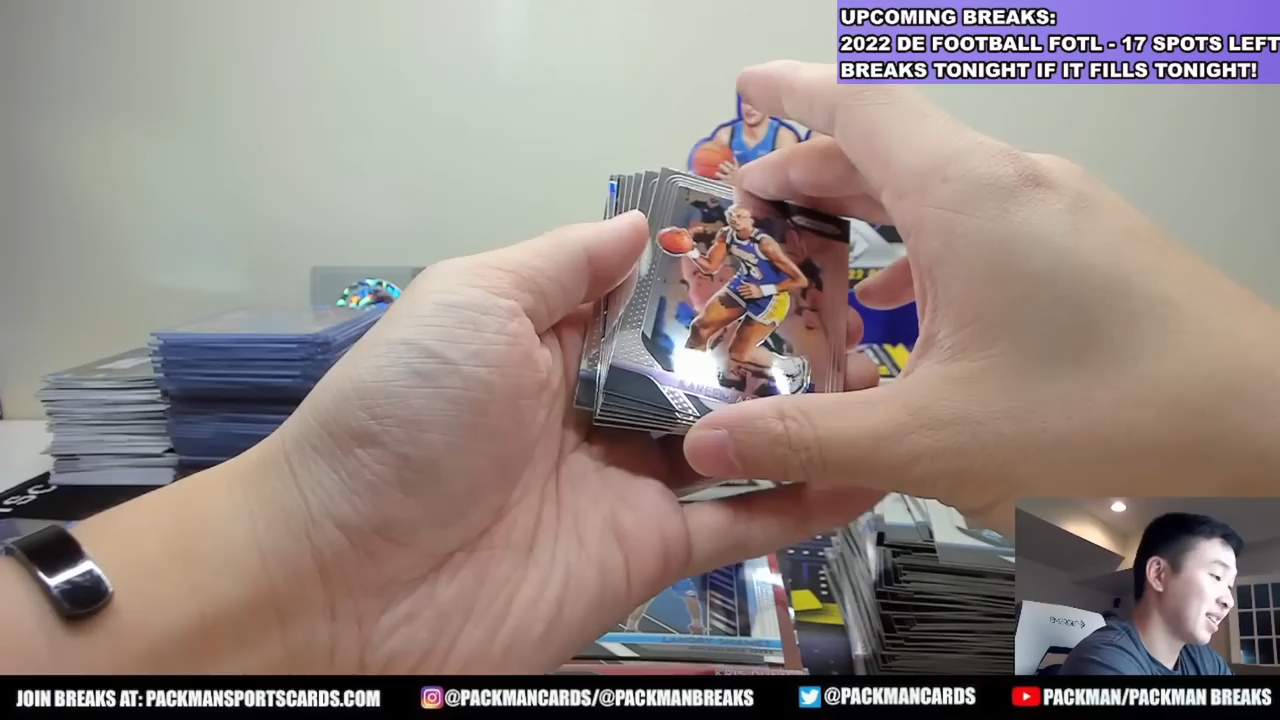 UPCOMING BREAKS:
2022 DE FOOTBALL FOTL - 17 SPOTS LEFT
BREAKS TONIGHT IF IT FILLS TONIGHT!
JOIN BREAKS AT: PACKMANSPORTSCARDS.COM
@PACKMANCARDS/@PACKMANBREAKS
@PACKMANCARDS
PACKMAN/PACKMAN BREAKS